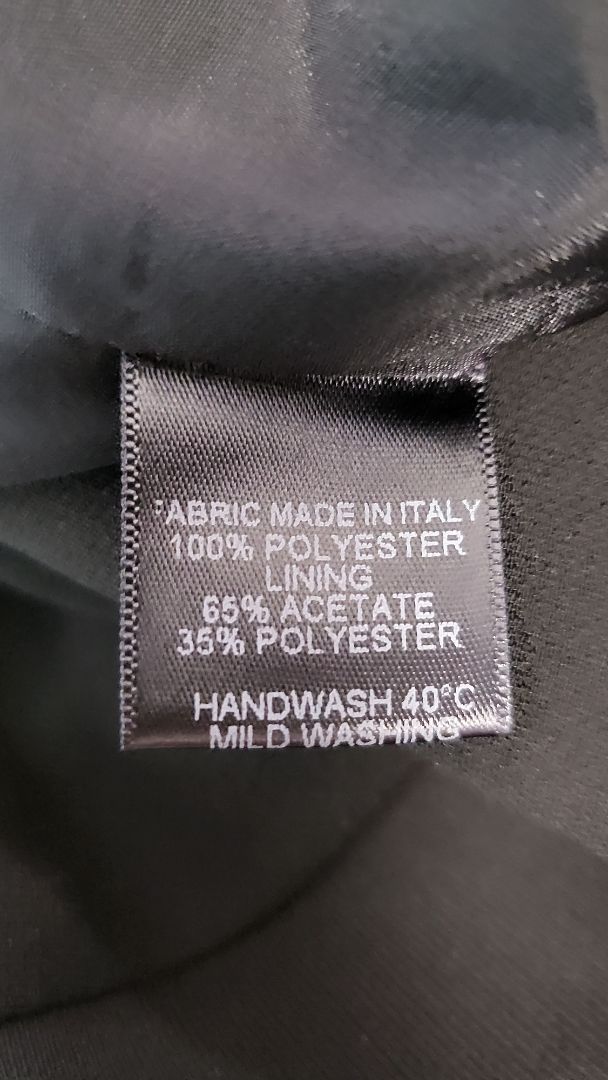 FABRIC MADE IN ITALY
100% POLYESTER
LINING
65% ACETATE
35% POLYESTER
HANDWASH 40°C
MILD WASHING